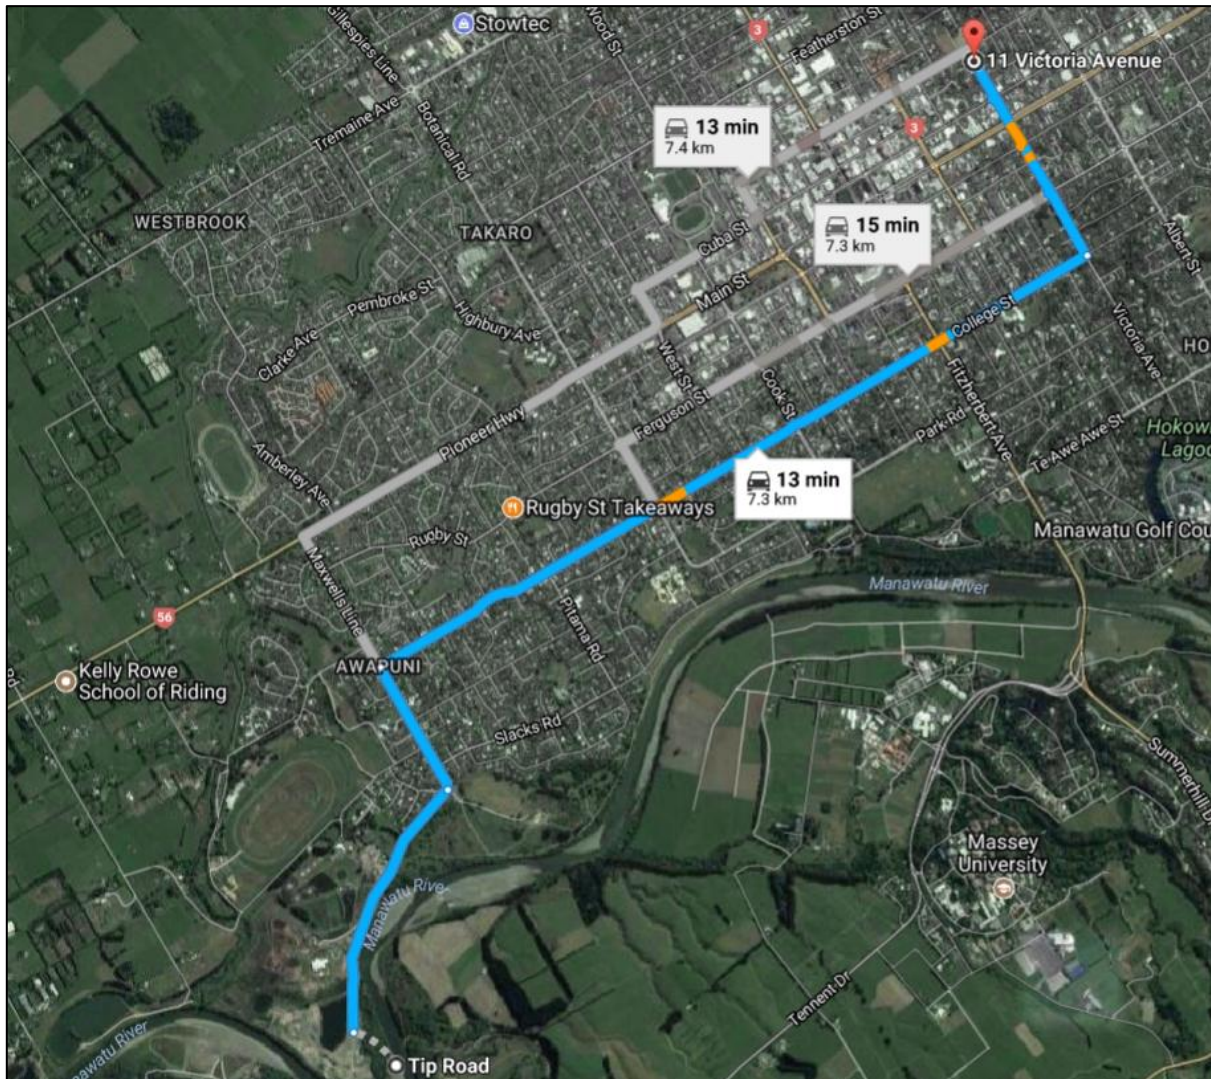 Gillespies Line
Stowtec
Wood St
3
Featherston St
11 Victoria Avenue
Tremaine Ave
Botanical Rd
13 min
7.4 km
3
WESTBROOK
TAKARO
Cuba St
15 min
7.3 km
Albert St
Pembroke St
Main St
Highbury Ave
College St
Victoria Ave
HO
Clarke Ave
West St
Cook St
Fitzherbert Ave
Ferguson St
Park Rd
Te Awe Awe St
Pioneer Hwy
Hokow
Lagoo
Amberley Ave
13 min
7.3 km
Rugby St Takeaways
Rugby St
Manawatu Golf Cou
Maxwells Line
Manawatu River
56
Pitama Rd
AWAPUNI
Kelly Rowe
School of Riding
Rd
Slacks Rd
Summerhill Dr
Massey
University
Manawatu River
Tennent Dr
anawatu River
Tip Road